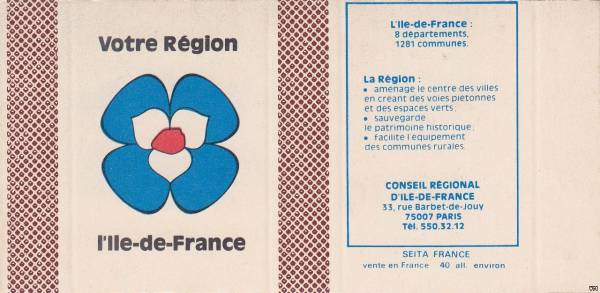 Votre Région
l'Ile-de-France
L'Ile-de-France :
8 départements,
1281 communes.
La Région :
• aménage le centre des villes
en créant des voies piétonnes
et des espaces verts ;
• sauvegarde
le patrimoine historique ;
• facilite l'équipement
des communes rurales.
CONSEIL RÉGIONAL
D'ILE-DE-FRANCE
33, rue Barbet-de-Jouy
75007 PARIS
Tél. 550.32.12
SEITA FRANCE
vente en France 40 all. environ